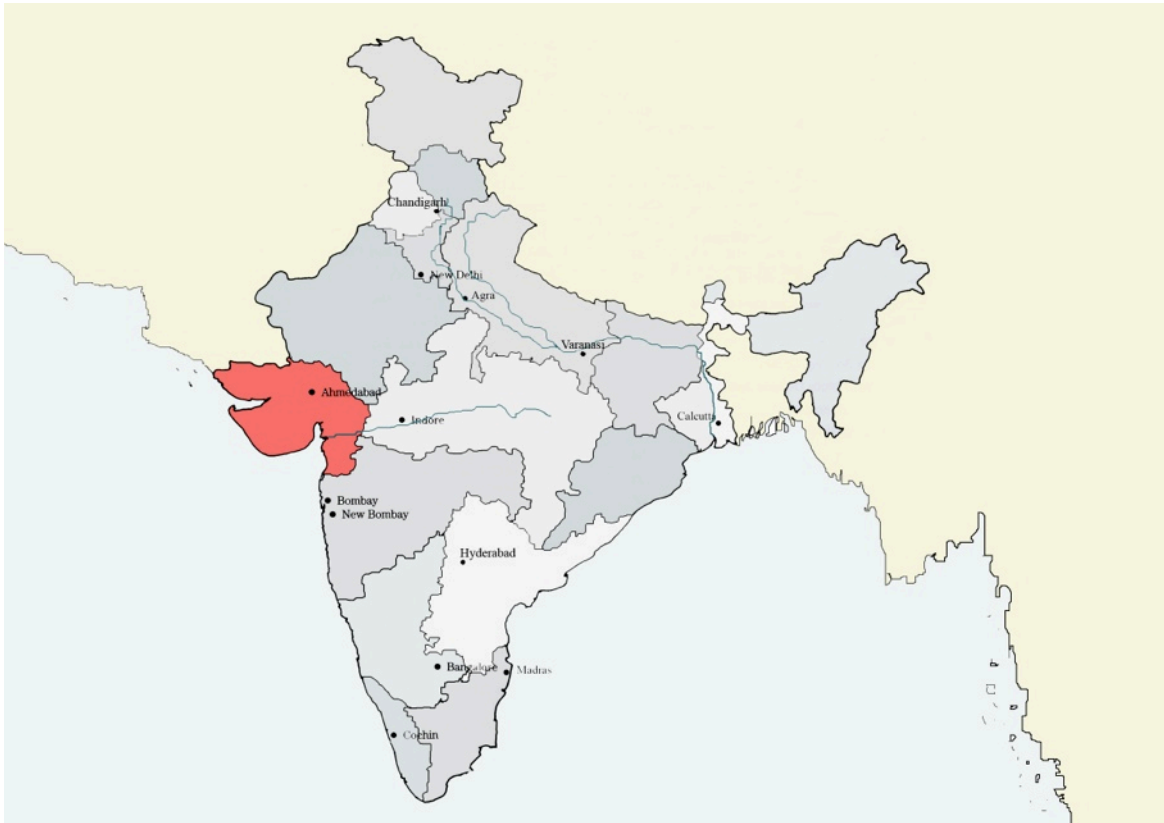 Chandigarh
New Delhi
Agra
Varanasi
Ahmedabad
Indore
Calcutta
Bombay
New Bombay
Hyderabad
Bangalore
Madras
Cochin